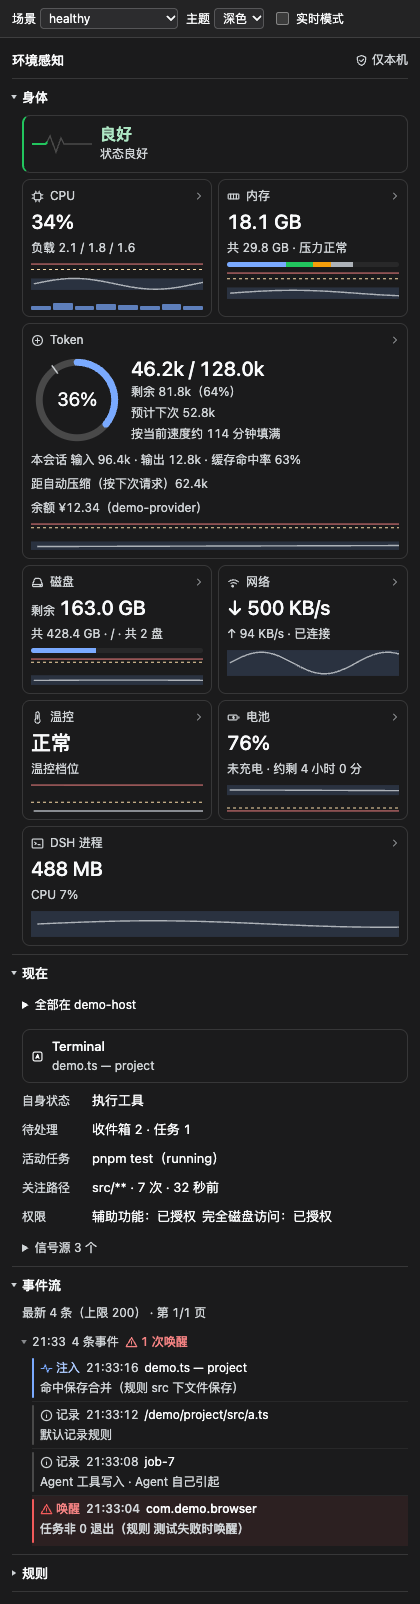 场景 healthy 主题 深色 实时模式
环境感知 仅本机
身体
良好
状态良好
CPU
34%
负载 2.1 / 1.8 / 1.6
内存
18.1 GB
共 29.8 GB · 压力正常
Token
36%
46.2k / 128.0k
剩余 81.8k（64%）
预计下次 52.8k
按当前速度约 114 分钟填满
本会话 输入 96.4k · 输出 12.8k · 缓存命中率 63%
距自动压缩（按下次请求）62.4k
余额 ¥12.34（demo-provider）
磁盘
剩余 163.0 GB
共 428.4 GB · / · 共 2 盘
网络
↓ 500 KB/s
↑ 94 KB/s · 已连接
温控
正常
温控档位
电池
76%
未充电 · 约剩 4 小时 0 分
DSH 进程
488 MB
CPU 7%
现在
全部在 demo-host
Terminal
demo.ts — project
自身状态 执行工具
待处理 收件箱 2 · 任务 1
活动任务 pnpm test（running）
关注路径 src/** · 7 次 · 32 秒前
权限 辅助功能：已授权 完全磁盘访问：已授权
信号源 3 个
事件流
最新 4 条（上限 200） · 第 1/1 页
21:33 4 条事件 1 次唤醒
注入 21:33:16 demo.ts — project
命中保存合并（规则 src 下文件保存）
记录 21:33:12 /demo/project/src/a.ts
默认记录规则
记录 21:33:08 job-7
Agent 工具写入 · Agent 自己引起
唤醒 21:33:04 com.demo.browser
任务非 0 退出（规则 测试失败时唤醒）
规则